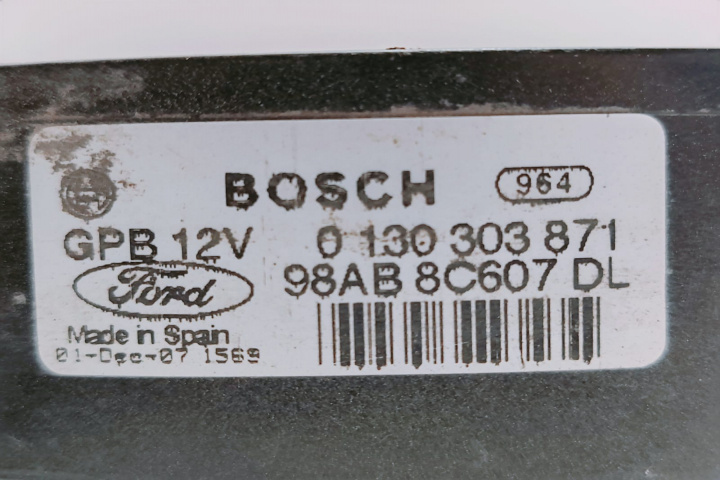 BOSCH 964
GPB 12V 0 130 303 871
Ford 98AB 8C607 DL
Made in Spain
01-Dec-07 1569